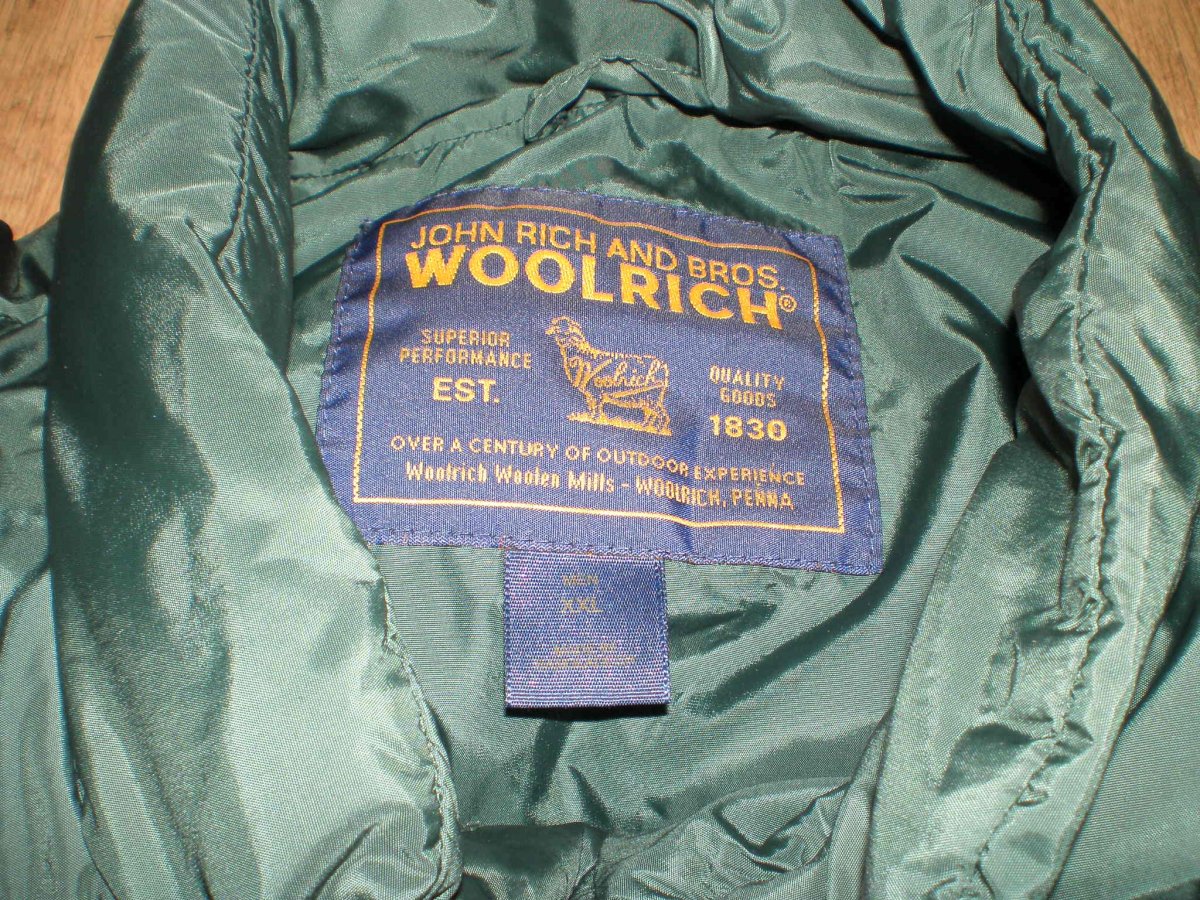 JOHN RICH AND BROS.
WOOLRICH®
SUPERIOR
PERFORMANCE
EST.
Woolrich
QUALITY
GOODS
1830
OVER A CENTURY OF OUTDOOR EXPERIENCE
Woolrich Woolen Mills - WOOLRICH, PENNA.
MEN
XXL